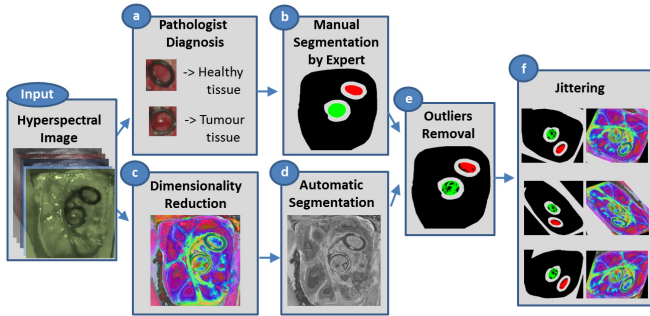 Input
Hyperspectral
Image
a
Pathologist
Diagnosis
-> Healthy
tissue
-> Tumour
tissue
b
Manual
Segmentation
by Expert
c
Dimensionality
Reduction
d
Automatic
Segmentation
e
Outliers
Removal
f
Jittering